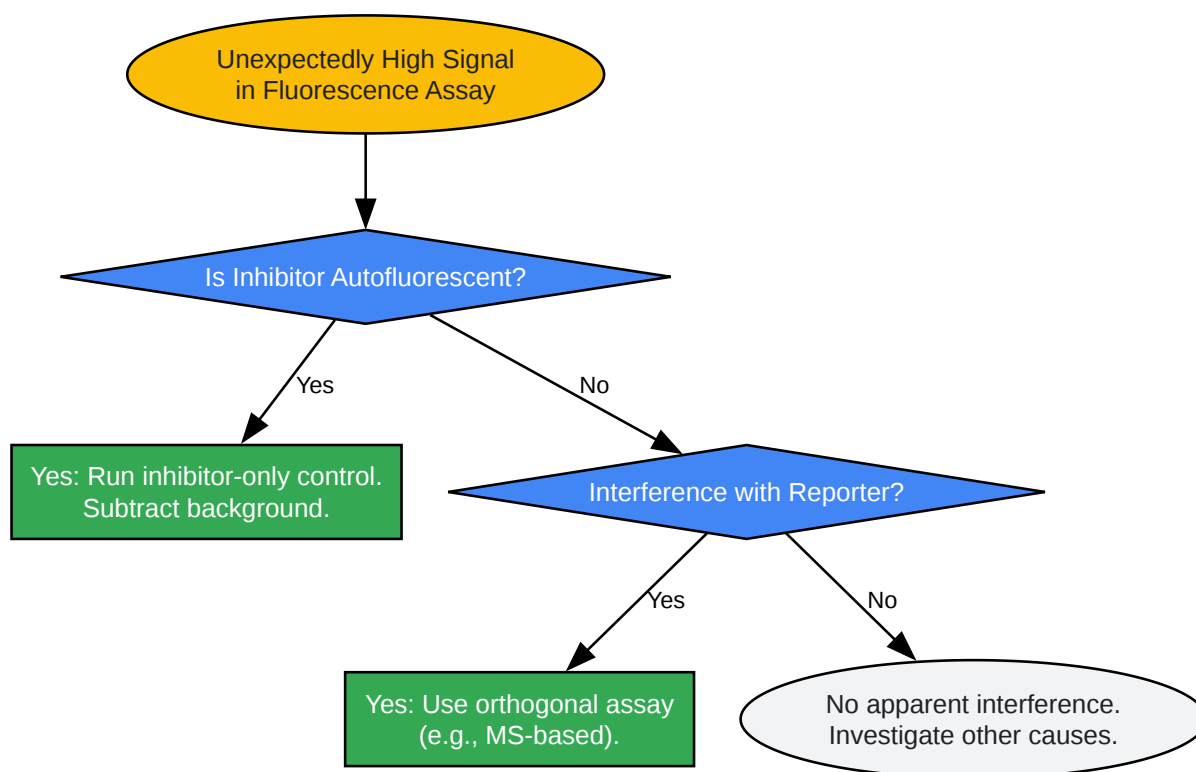 Unexpectedly High Signal
in Fluorescence Assay
Is Inhibitor Autofluorescent?
Yes
No
Yes: Run inhibitor-only control.
Subtract background.
Interference with Reporter?
Yes
No
Yes: Use orthogonal assay
(e.g., MS-based).
No apparent interference.
Investigate other causes.